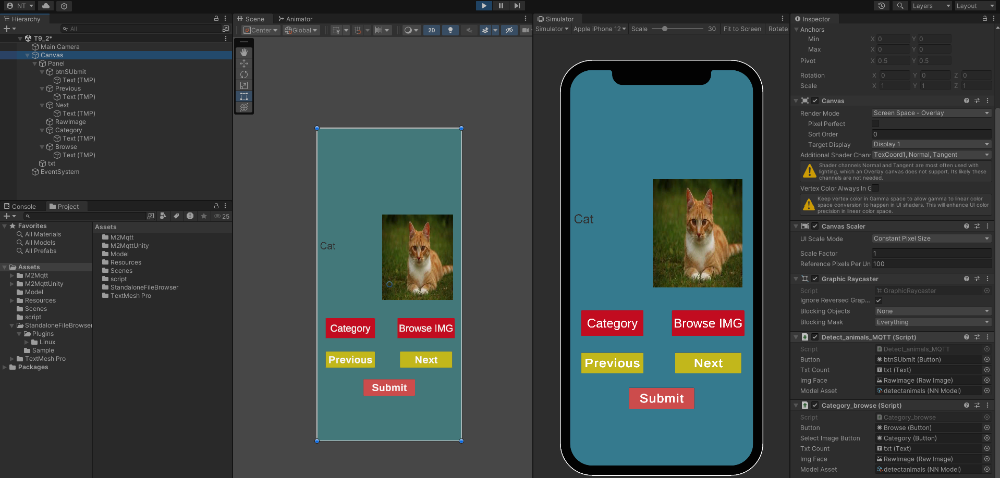 NT
Layers
Layout
Hierarchy
All
T9_2*
Main Camera
Canvas
Panel
btnSUbmit
Text (TMP)
Previous
Text (TMP)
Next
Text (TMP)
RawImage
Category
Text (TMP)
Browse
Text (TMP)
txt
EventSystem
Console
Project
25
Favorites
All Materials
All Models
All Prefabs
Assets
M2Mqtt
M2MqttUnity
Model
Resources
Scenes
script
StandaloneFileBrowser
Plugins
Linux
Sample
TextMesh Pro
Packages
Assets
M2Mqtt
M2MqttUnity
Model
Resources
Scenes
script
StandaloneFileBrowser
TextMesh Pro
Scene
Animator
Center
Global
2D
Cat
Category
Browse IMG
Previous
Next
Submit
Simulator
Simulator
Apple iPhone 12
Scale
30
Fit to Screen
Rotate
Cat
Category
Browse IMG
Previous
Next
Submit
Inspector
Anchors
Min X 0 Y 0
Max X 0 Y 0
Pivot X 0.5 Y 0.5
Rotation X 0 Y 0 Z 0
Scale X 1 Y 1 Z 1
Canvas
Render Mode Screen Space - Overlay
Pixel Perfect
Sort Order 0
Target Display Display 1
Additional Shader Chanr TexCoord1, Normal, Tangent
Shader channels Normal and Tangent are most often used with
lighting, which an Overlay canvas does not support. Its likely these
channels are not needed.
Vertex Color Always In G
Keep vertex color in Gamma space to allow gamma to linear color
space conversion to happen in UI shaders. This will enhance UI color
precision in linear color space.
Canvas Scaler
UI Scale Mode Constant Pixel Size
Scale Factor 1
Reference Pixels Per Un 100
Graphic Raycaster
Script GraphicRaycaster
Ignore Reversed Grap...
Blocking Objects None
Blocking Mask Everything
Detect_animals_MQTT (Script)
Script Detect_animals_MQTT
Button btnSUbmit (Button)
Txt Count txt (Text)
Img Face RawImage (Raw Image)
Model Asset detectanimals (NN Model)
Category_browse (Script)
Script Category_browse
Button Browse (Button)
Select Image Button Category (Button)
Txt Count txt (Text)
Img Face RawImage (Raw Image)
Model Asset detectanimals (NN Model)